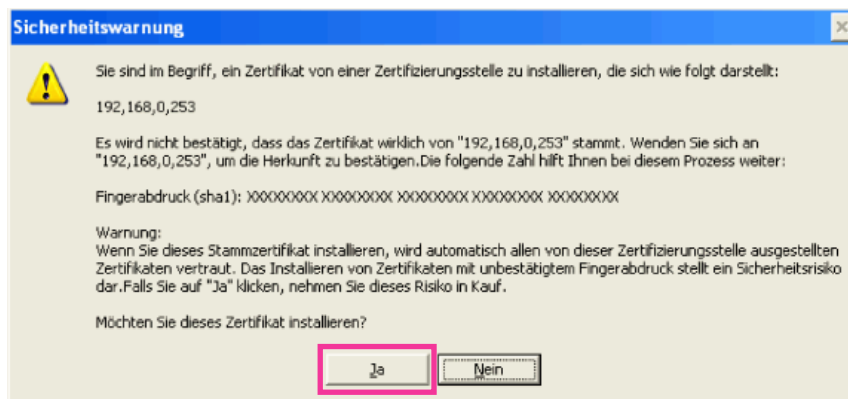 Sicherheitswarnung
Sie sind im Begriff, ein Zertifikat von einer Zertifizierungsstelle zu installieren, die sich wie folgt darstellt:
192,168,0,253
Es wird nicht bestätigt, dass das Zertifikat wirklich von "192,168,0,253" stammt. Wenden Sie sich an
"192,168,0,253", um die Herkunft zu bestätigen.Die folgende Zahl hilft Ihnen bei diesem Prozess weiter:
Fingerabdruck (sha1): XXXXXXXX XXXXXXXX XXXXXXXX XXXXXXXX XXXXXXXX
Warnung:
Wenn Sie dieses Stammzertifikat installieren, wird automatisch allen von dieser Zertifizierungsstelle ausgestellten
Zertifikaten vertraut. Das Installieren von Zertifikaten mit unbestätigtem Fingerabdruck stellt ein Sicherheitsrisiko
dar.Falls Sie auf "Ja" klicken, nehmen Sie dieses Risiko in Kauf.
Möchten Sie dieses Zertifikat installieren?
Ja Nein